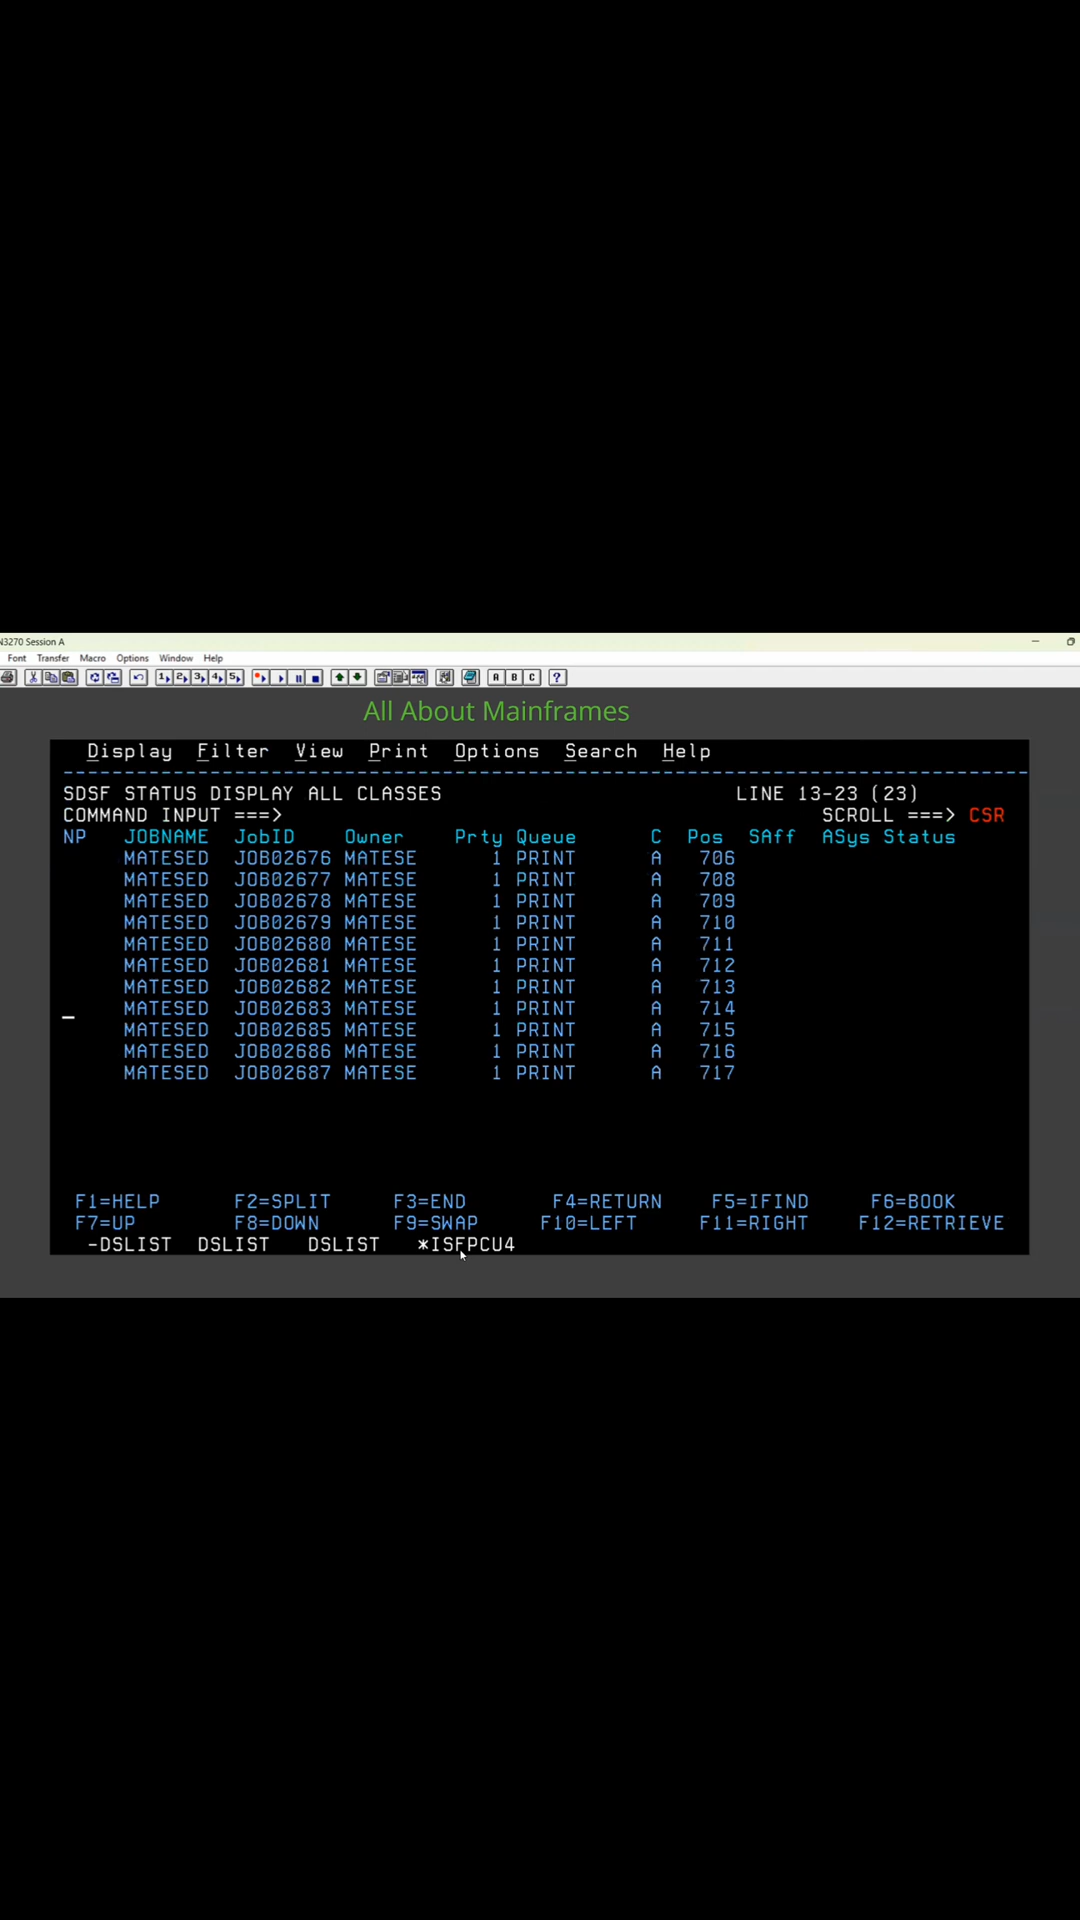 N3270 Session A
Font Transfer Macro Options Window Help
1 2 3 4 5 A B C ?
All About Mainframes
Display Filter View Print Options Search Help
SDSF STATUS DISPLAY ALL CLASSES LINE 13-23 (23)
COMMAND INPUT ===> SCROLL ===> CSR
NP JOBNAME JobID Owner Prty Queue C Pos SAff ASys Status
MATESED JOB02676 MATESE 1 PRINT A 706
MATESED JOB02677 MATESE 1 PRINT A 708
MATESED JOB02678 MATESE 1 PRINT A 709
MATESED JOB02679 MATESE 1 PRINT A 710
MATESED JOB02680 MATESE 1 PRINT A 711
MATESED JOB02681 MATESE 1 PRINT A 712
MATESED JOB02682 MATESE 1 PRINT A 713
MATESED JOB02683 MATESE 1 PRINT A 714
MATESED JOB02685 MATESE 1 PRINT A 715
MATESED JOB02686 MATESE 1 PRINT A 716
MATESED JOB02687 MATESE 1 PRINT A 717
F1=HELP F2=SPLIT F3=END F4=RETURN F5=IFIND F6=BOOK
F7=UP F8=DOWN F9=SWAP F10=LEFT F11=RIGHT F12=RETRIEVE
-DSLIST DSLIST DSLIST *ISFPCU4